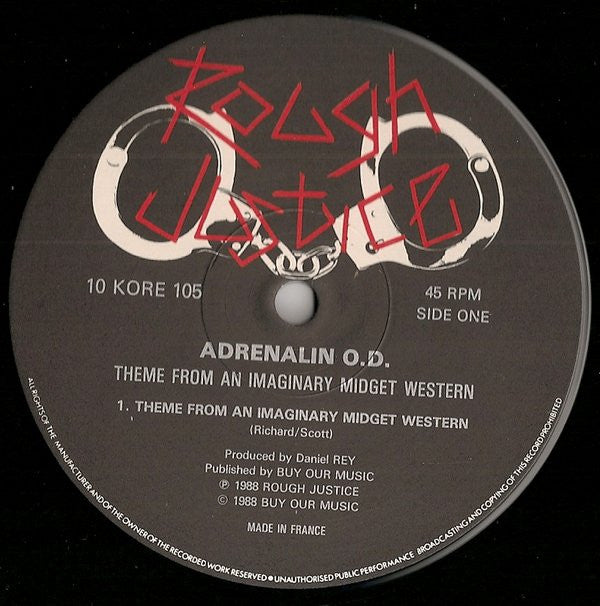 Rough
Justice
10 KORE 105
45 RPM
SIDE ONE
ADRENALIN O.D.
THEME FROM AN IMAGINARY MIDGET WESTERN
1. THEME FROM AN IMAGINARY MIDGET WESTERN
(Richard/Scott)
Produced by Daniel REY
Published by BUY OUR MUSIC
℗ 1988 ROUGH JUSTICE
© 1988 BUY OUR MUSIC
MADE IN FRANCE
ALL RIGHTS OF THE MANUFACTURER AND OF THE OWNER OF THE RECORDED WORK RESERVED ● UNAUTHORISED PUBLIC PERFORMANCE BROADCASTING AND COPYING OF THIS RECORD PROHIBITED